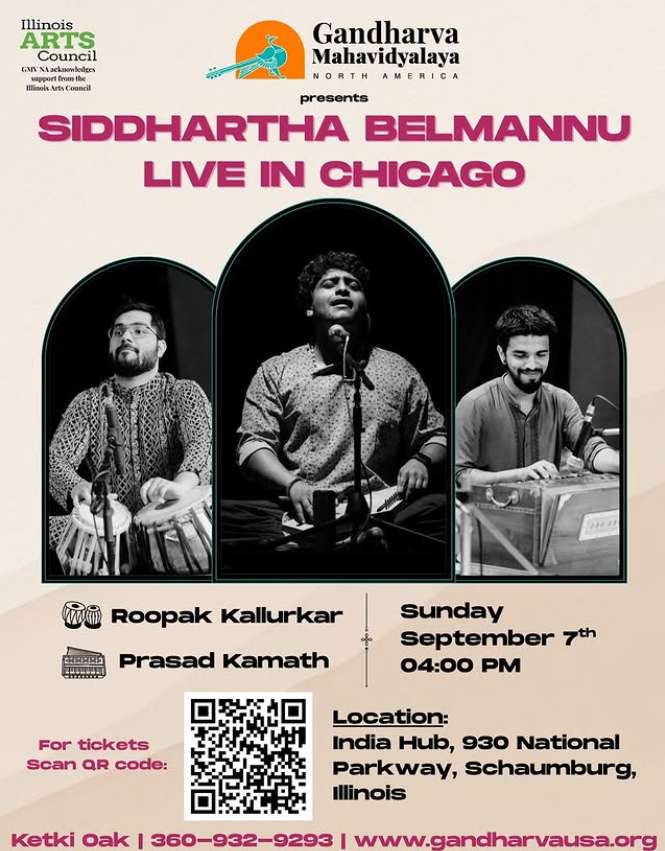 Illinois
ARTS
Council
GMV NA acknowledges
support from the
Illinois Arts Council
Gandharva
Mahavidyalaya
NORTH AMERICA
presents
SIDDHARTHA BELMANNU
LIVE IN CHICAGO
Roopak Kallurkar
Prasad Kamath
Sunday
September 7th
04:00 PM
For tickets
Scan QR code:
Location:
India Hub, 930 National
Parkway, Schaumburg,
Illinois
Ketki Oak | 360-932-9293 | www.gandharvausa.org